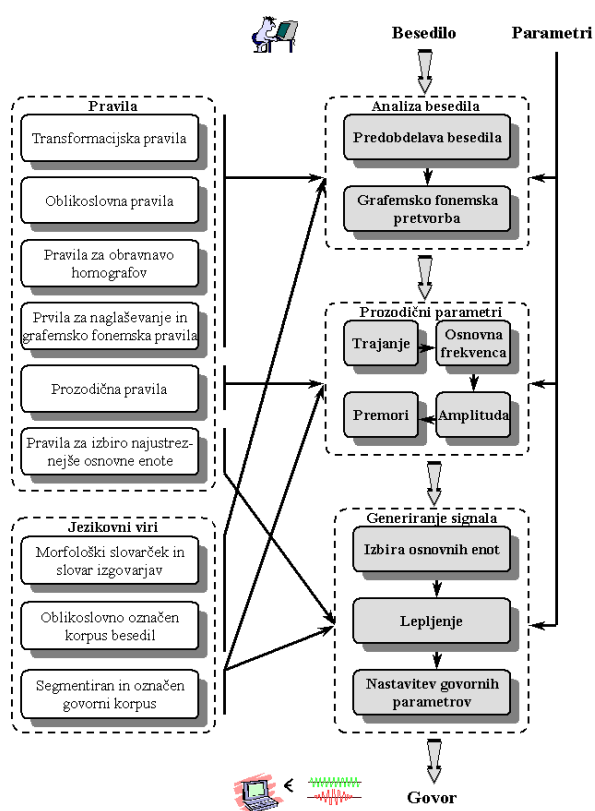 Besedilo
Parametri
Pravila
Transformacijska pravila
Oblikoslovna pravila
Pravila za obravnavo
homografov
Prvila za naglaševanje in
grafemsko fonemska pravila
Prozodična pravila
Pravila za izbiro najustrez-
nejše osnovne enote
Jezikovni viri
Morfološki slovarček in
slovar izgovarjav
Oblikoslovno označen
korpus besedil
Segmentiran in označen
govorni korpus
Analiza besedila
Predobdelava besedila
Grafemsko fonemska
pretvorba
Prozodični parametri
Trajanje
Osnovna
frekvenca
Premori
Amplituda
Generiranje signala
Izbira osnovnih enot
Lepljenje
Nastavitev govornih
parametrov
Govor